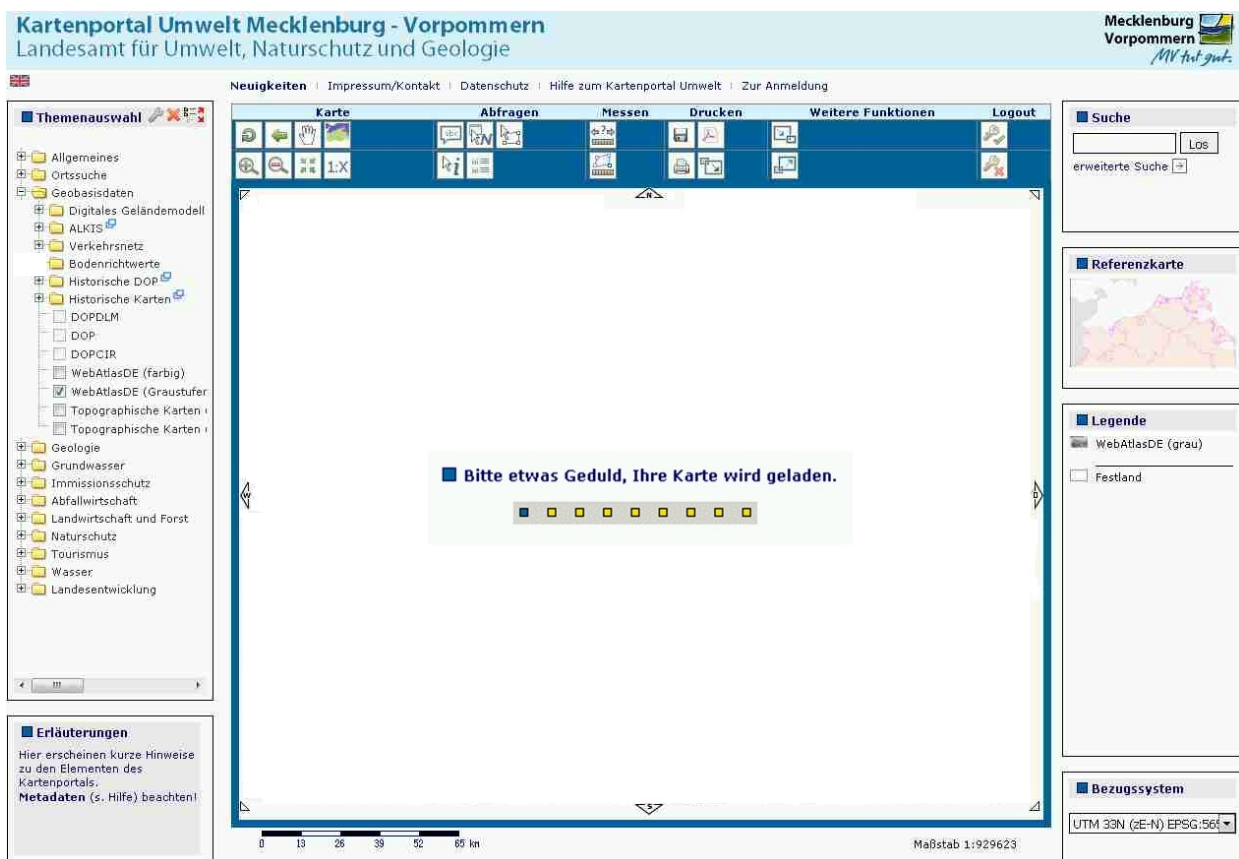 Kartenportal Umwelt Mecklenburg - Vorpommern
Landesamt für Umwelt, Naturschutz und Geologie
Mecklenburg
Vorpommern
MV tut gut.
Neuigkeiten | Impressum/Kontakt | Datenschutz | Hilfe zum Kartenportal Umwelt | Zur Anmeldung
Themenauswahl
Allgemeines
Ortssuche
Geobasisdaten
Digitales Geländemodell
ALKIS
Verkehrsnetz
Bodenrichtwerte
Historische DOP
Historische Karten
DOPDLM
DOP
DOPCIR
WebAtlasDE (farbig)
WebAtlasDE (Graustufer
Topographische Karten
Topographische Karten
Geologie
Grundwasser
Immissionsschutz
Abfallwirtschaft
Landwirtschaft und Forst
Naturschutz
Tourismus
Wasser
Landesentwicklung
Erläuterungen
Hier erscheinen kurze Hinweise
zu den Elementen des
Kartenportals.
Metadaten (s. Hilfe) beachten!
Karte Abfragen Messen Drucken Weitere Funktionen Logout
abc N ?
1:X i
N
W
O
S
Bitte etwas Geduld, Ihre Karte wird geladen.
0 13 26 39 52 65 km
Maßstab 1:929623
Suche
Los
erweiterte Suche
Referenzkarte
Legende
WebAtlasDE (grau)
Festland
Bezugssystem
UTM 33N (zE-N) EPSG:565